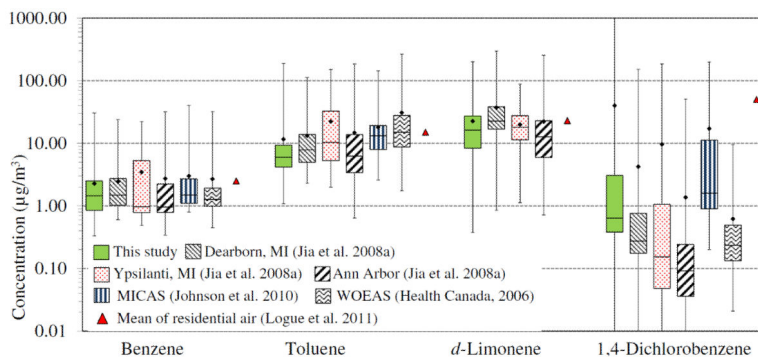 1000.00
100.00
10.00
1.00
0.10
0.01
Concentration (µg/m³)
This study
Dearborn, MI (Jia et al. 2008a)
Ypsilanti, MI (Jia et al. 2008a)
Ann Arbor (Jia et al. 2008a)
MICAS (Johnson et al. 2010)
WOEAS (Health Canada, 2006)
Mean of residential air (Logue et al. 2011)
Benzene
Toluene
d-Limonene
1,4-Dichlorobenzene